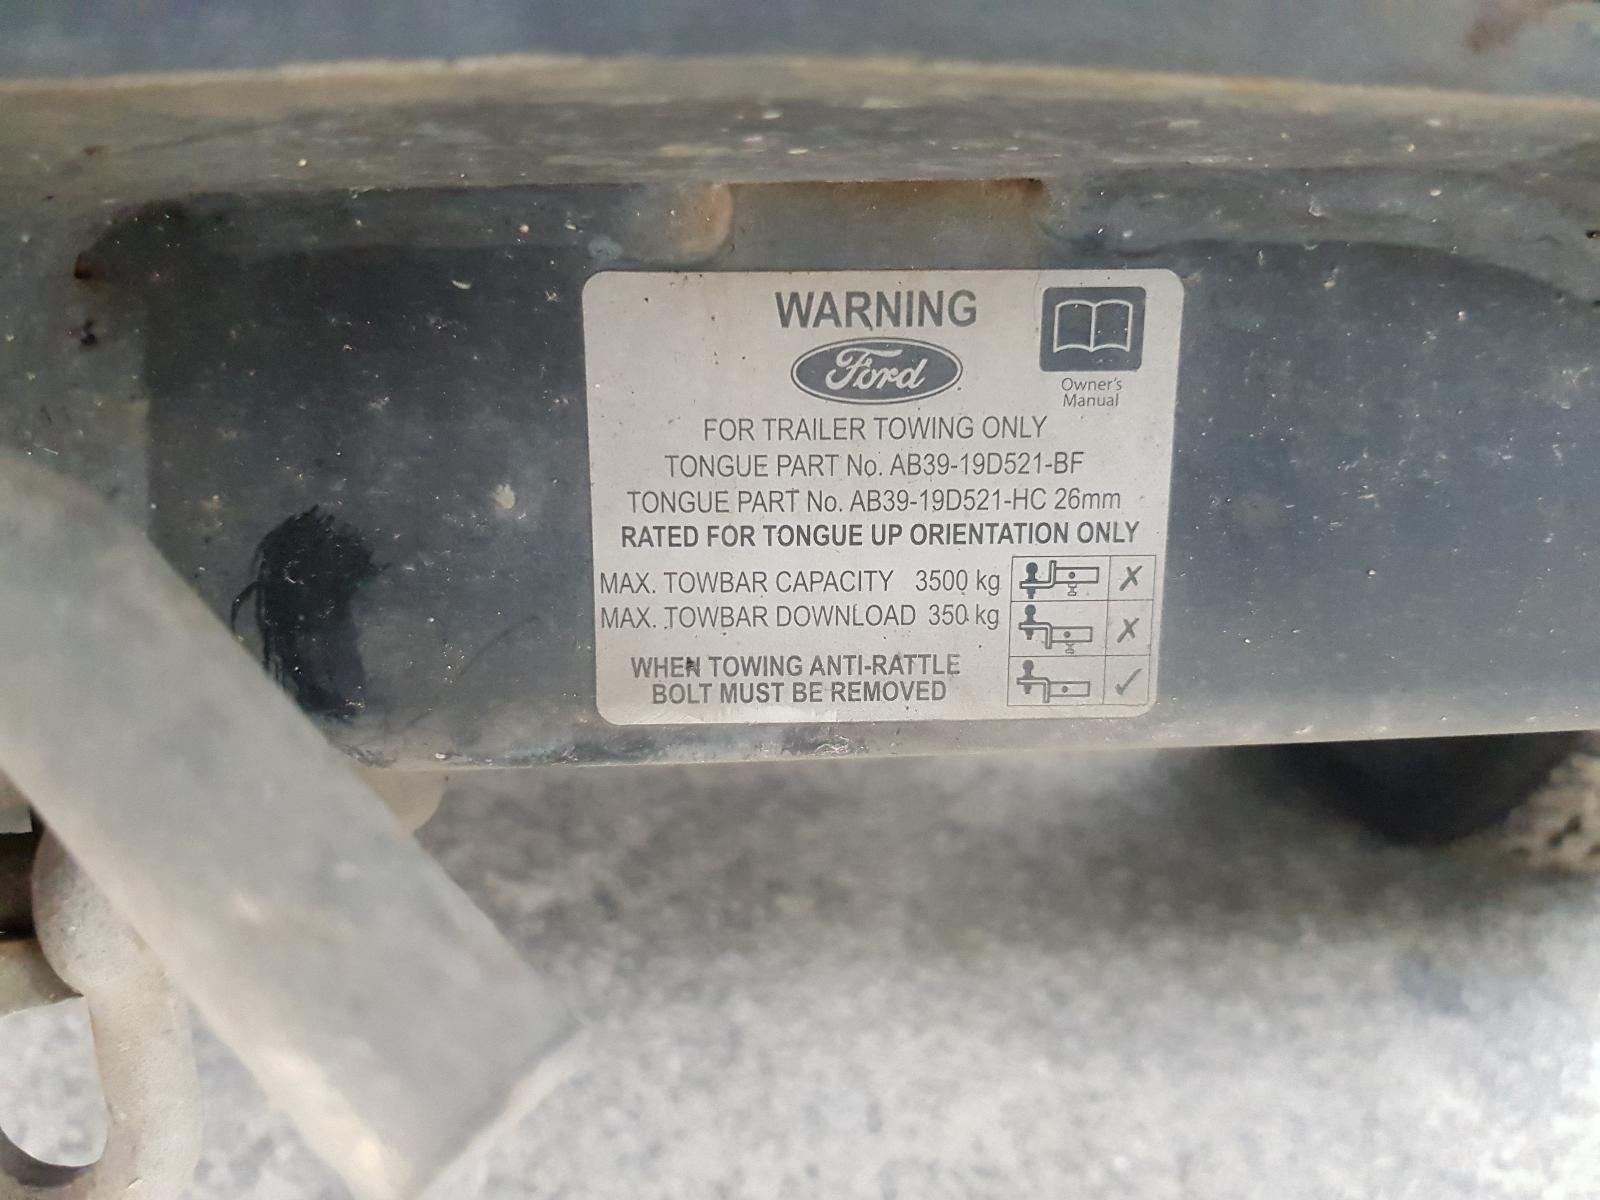 WARNING
Ford
Owner's
Manual
FOR TRAILER TOWING ONLY
TONGUE PART No. AB39-19D521-BF
TONGUE PART No. AB39-19D521-HC 26mm
RATED FOR TONGUE UP ORIENTATION ONLY
MAX. TOWBAR CAPACITY 3500 kg
MAX. TOWBAR DOWNLOAD 350 kg
WHEN TOWING ANTI-RATTLE
BOLT MUST BE REMOVED